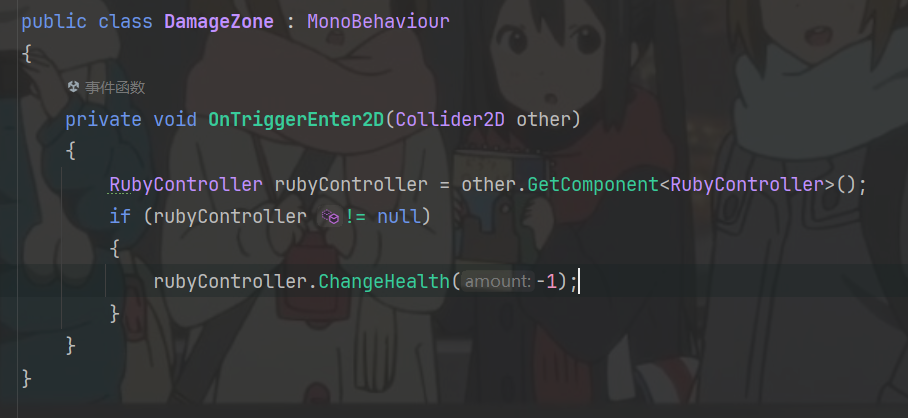 public class DamageZone : MonoBehaviour
{
事件函数
private void OnTriggerEnter2D(Collider2D other)
{
RubyController rubyController = other.GetComponent<RubyController>();
if (rubyController != null)
{
rubyController.ChangeHealth(amount:-1);
}
}
}